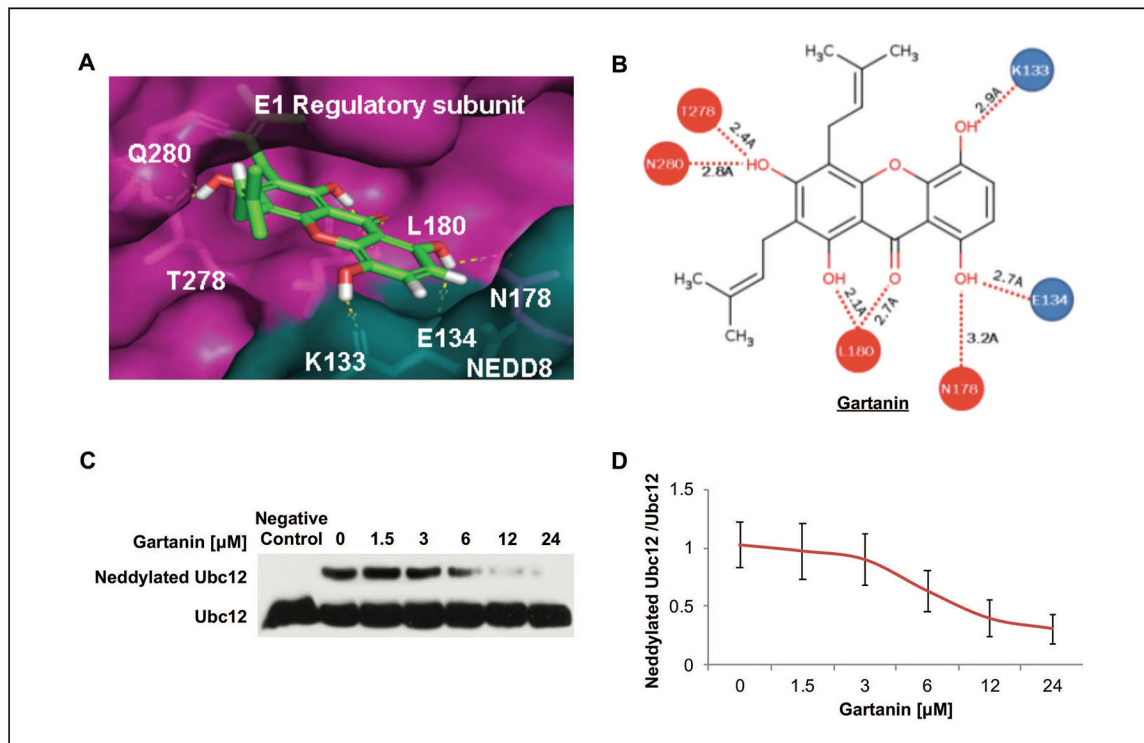 A
E1 Regulatory subunit
Q280
L180
T278
N178
E134
K133
NEDD8
B
H₃C
CH₃
K133
2.9A
OH
T278
2.4A
N280
2.8A
HO
O
H₃C
CH₃
OH
O
OH
2.1A
2.7A
2.7A
E134
L180
3.2A
N178
Gartanin
C
Negative
Control
Gartanin [µM]
0 1.5 3 6 12 24
Neddylated Ubc12
Ubc12
D
Neddylated Ubc12 /Ubc12
1.5
1
0.5
0
0 1.5 3 6 12 24
Gartanin [µM]